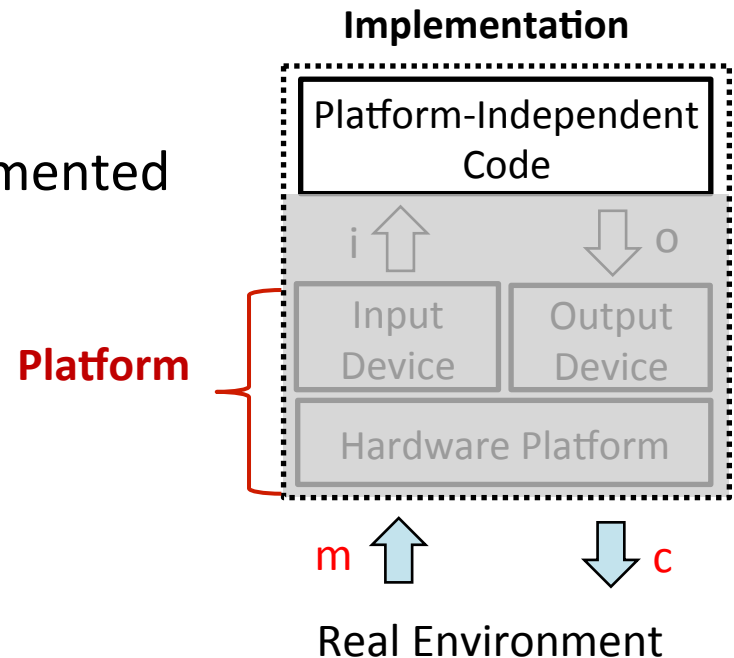 Implementation
Platform-Independent
Code
mented
i
o
Input
Device
Output
Device
Platform
Hardware Platform
m
c
Real Environment